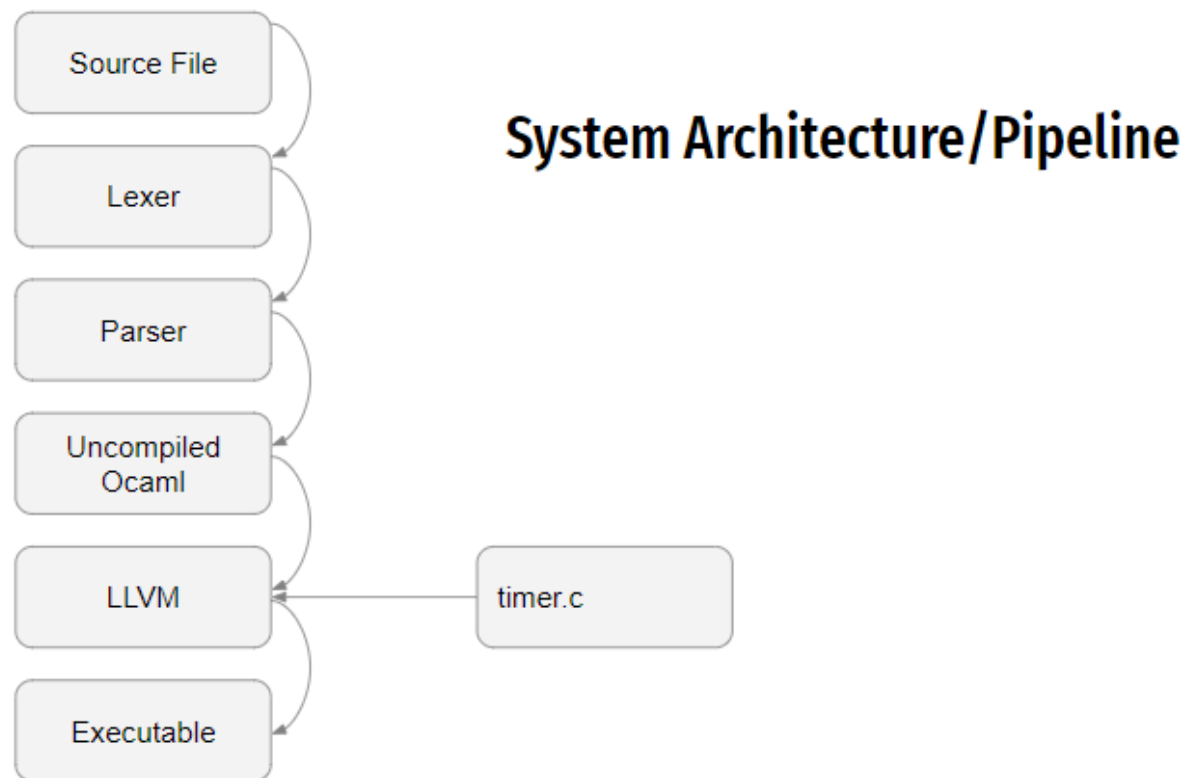 Source File
System Architecture/Pipeline
Lexer
Parser
Uncompiled
Ocaml
LLVM
timer.c
Executable